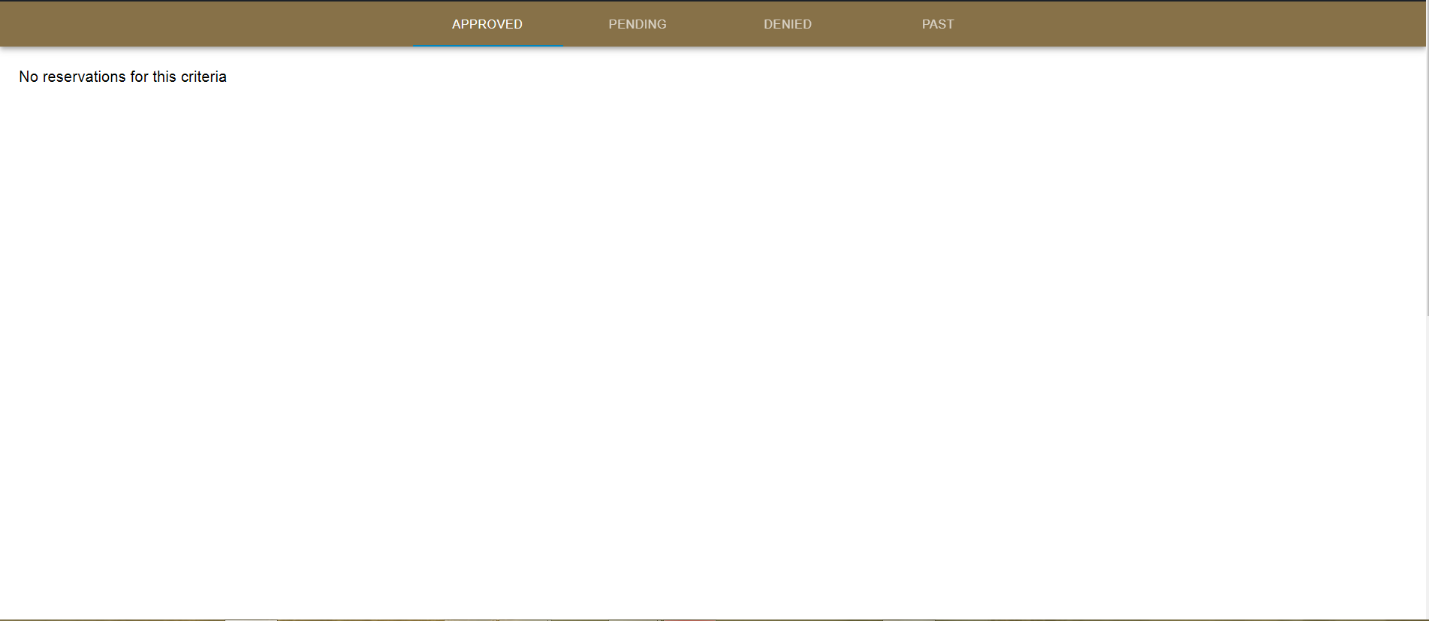 APPROVED PENDING DENIED PAST
No reservations for this criteria